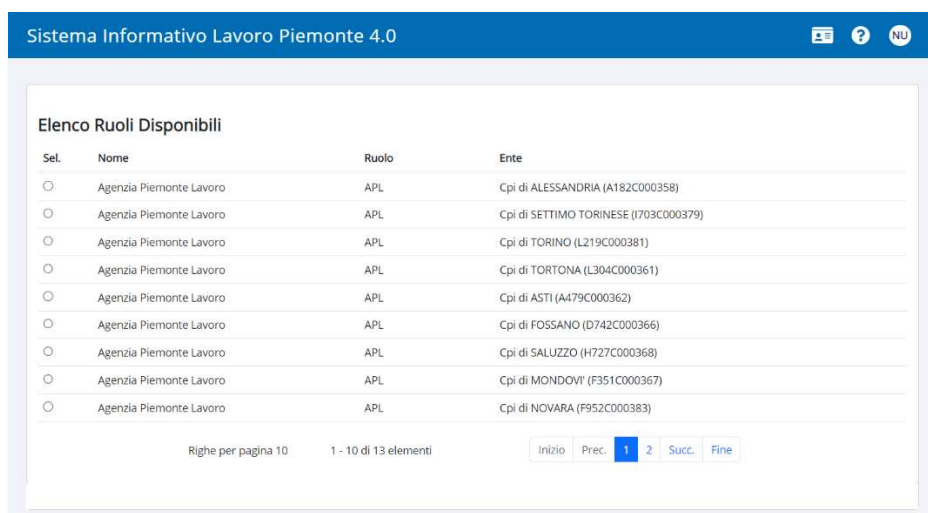 Sistema Informativo Lavoro Piemonte 4.0 ? NU
Elenco Ruoli Disponibili
Sel. Nome Ruolo Ente
Agenzia Piemonte Lavoro APL Cpi di ALESSANDRIA (A182C000358)
Agenzia Piemonte Lavoro APL Cpi di SETTIMO TORINESE (I703C000379)
Agenzia Piemonte Lavoro APL Cpi di TORINO (L219C000381)
Agenzia Piemonte Lavoro APL Cpi di TORTONA (L304C000361)
Agenzia Piemonte Lavoro APL Cpi di ASTI (A479C000362)
Agenzia Piemonte Lavoro APL Cpi di FOSSANO (D742C000366)
Agenzia Piemonte Lavoro APL Cpi di SALUZZO (H727C000368)
Agenzia Piemonte Lavoro APL Cpi di MONDOVI' (F351C000367)
Agenzia Piemonte Lavoro APL Cpi di NOVARA (F952C000383)
Righe per pagina 10 1 - 10 di 13 elementi Inizio Prec. 1 2 Succ. Fine